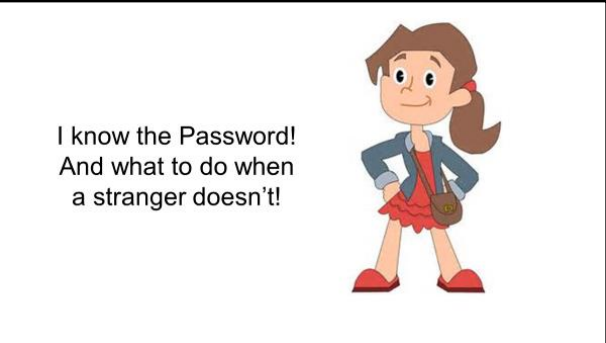 I know the Password!
And what to do when
a stranger doesn’t!